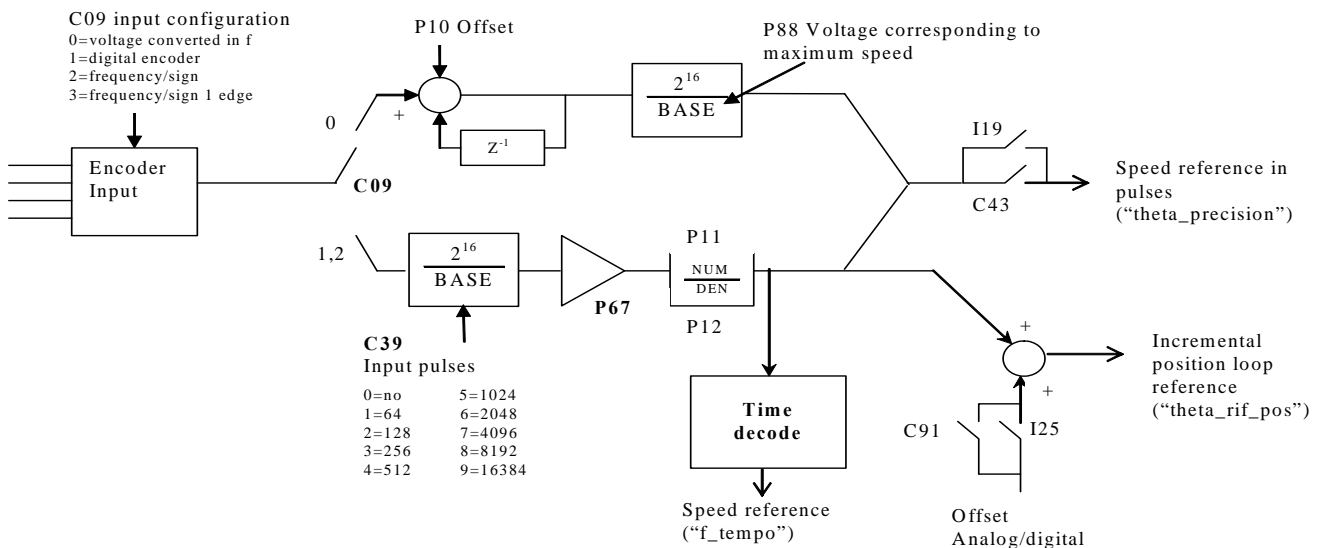 C09 input configuration
0=voltage converted in f
1=digital encoder
2=frequency/sign
3=frequency/sign 1 edge
P10 Offset
P88 Voltage corresponding to
maximum speed
2^16
BASE
0
+
Z^-1
Encoder
Input
C09
I19
C43
Speed reference in
pulses
("theta_precision")
1,2
2^16
BASE
P67
P11
NUM
DEN
P12
C39
Input pulses
0=no
1=64
2=128
3=256
4=512
5=1024
6=2048
7=4096
8=8192
9=16384
Time
decode
Speed reference
("f_tempo")
+
+
Incremental
position loop
reference
("theta_rif_pos")
C91
I25
Offset
Analog/digital